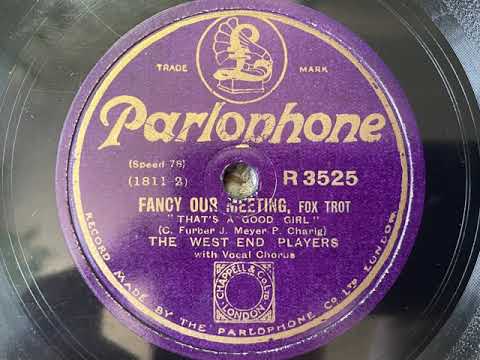 TRADE MARK
Parlophone
(Speed 78)
(1811-2) R 3525
FANCY OUR MEETING, FOX TROT
"THAT'S A GOOD GIRL"
(C. Furber J. Meyer P. Charig)
THE WEST END PLAYERS
with Vocal Chorus
CHAPPELL & Co Ltd
LONDON
RECORD MADE BY THE PARLOPHONE Co. LTD LONDON